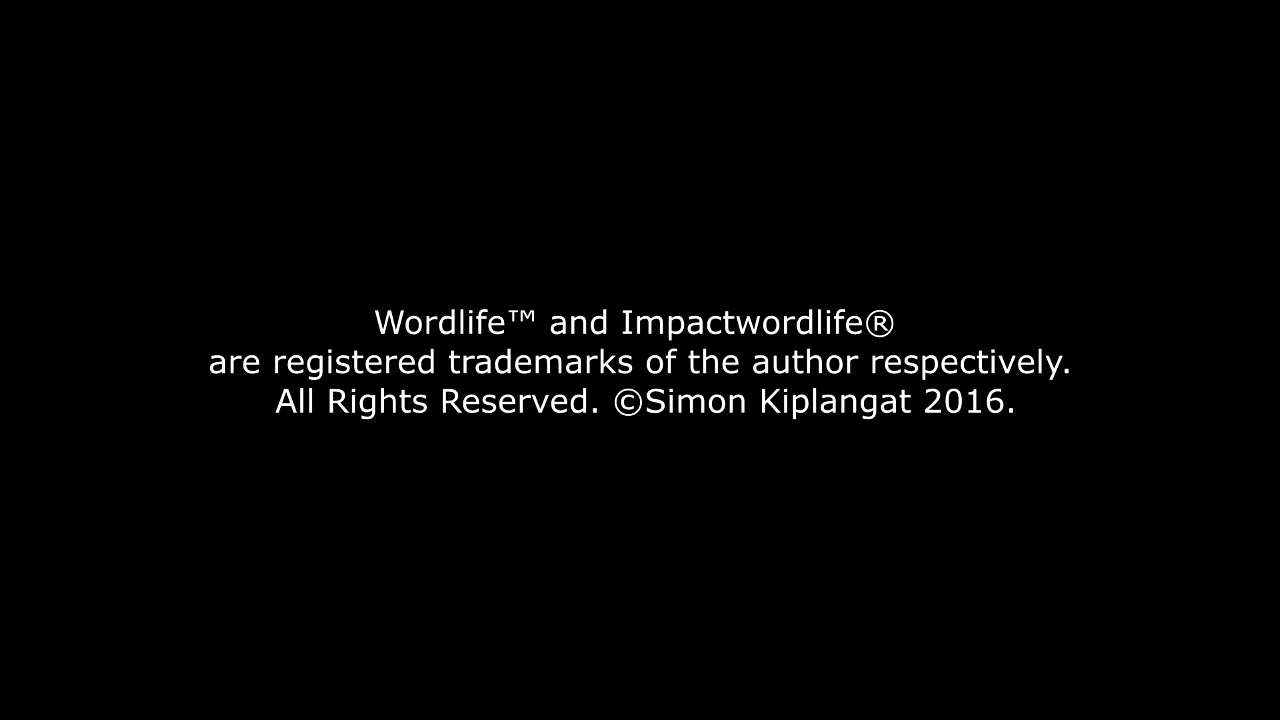 Wordlife™ and Impactwordlife®
are registered trademarks of the author respectively.
All Rights Reserved. ©Simon Kiplangat 2016.